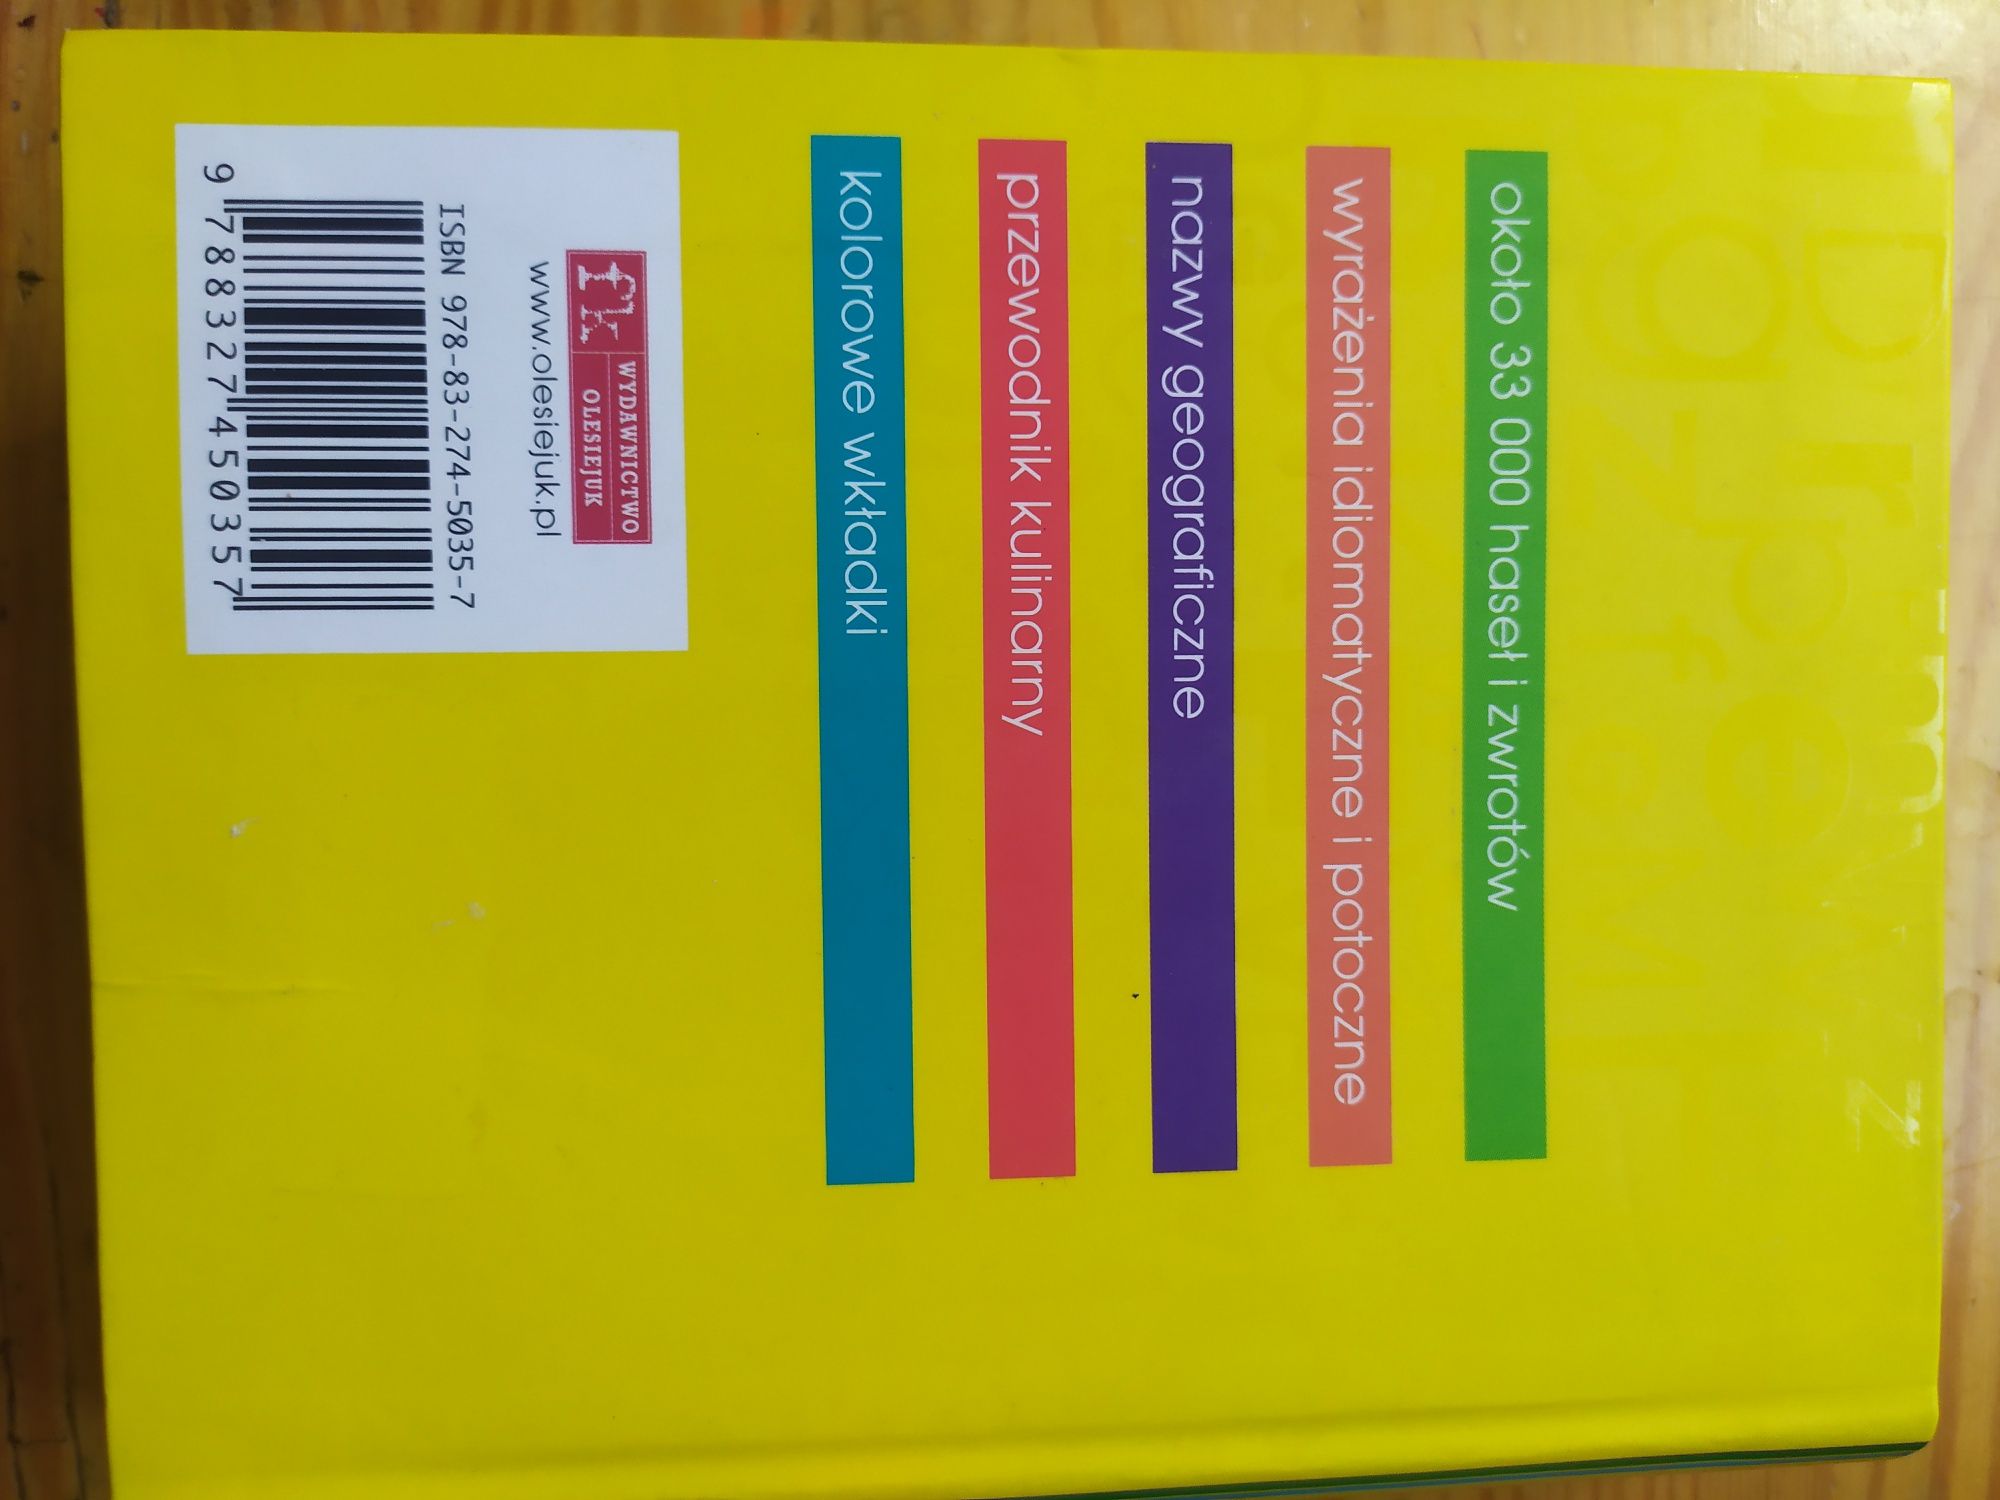 około 33 000 haseł i zwrotów
wyrażenia idiomatyczne i potoczne
nazwy geograficzne
przewodnik kulinarny
kolorowe wkładki
fk
WYDAWNICTWO
OLESIEJUK
www.olesiejuk.pl
ISBN 978-83-274-5035-7
9 788327 450357